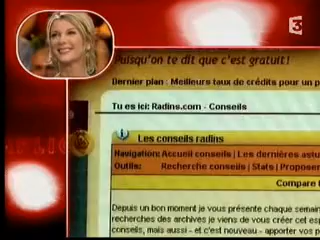 3
Puisqu'on te dit que c'est gratuit!
Dernier plan : Meilleurs taux de crédits pour un p
Tu es ici: Radins.com - Conseils
Les conseils radins
Navigation: Accueil conseils | Les dernières astu
Outils: Recherche conseils | Stats | Proposer
Compare
Depuis un bon moment je vous présente chaque semain
recherches des archives je viens de vous créer cet esp
conseils, mais aussi - et c'est nouveau - apporter vos p